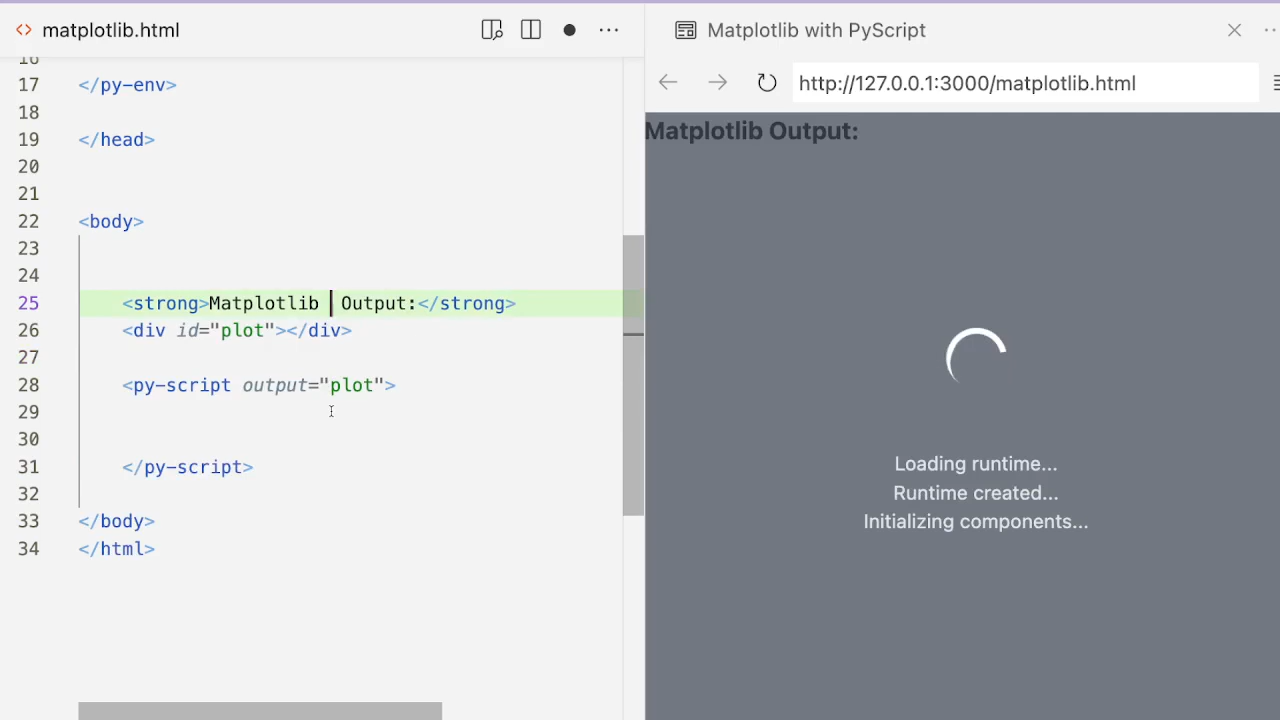 matplotlib.html
16
17 </py-env>
18
19 </head>
20
21
22 <body>
23
24
25 <strong>Matplotlib  Output:</strong>
26 <div id="plot"></div>
27
28 <py-script output="plot">
29
30
31 </py-script>
32
33 </body>
34 </html>
Matplotlib with PyScript
http://127.0.0.1:3000/matplotlib.html
Matplotlib Output:
Loading runtime...
Runtime created...
Initializing components...